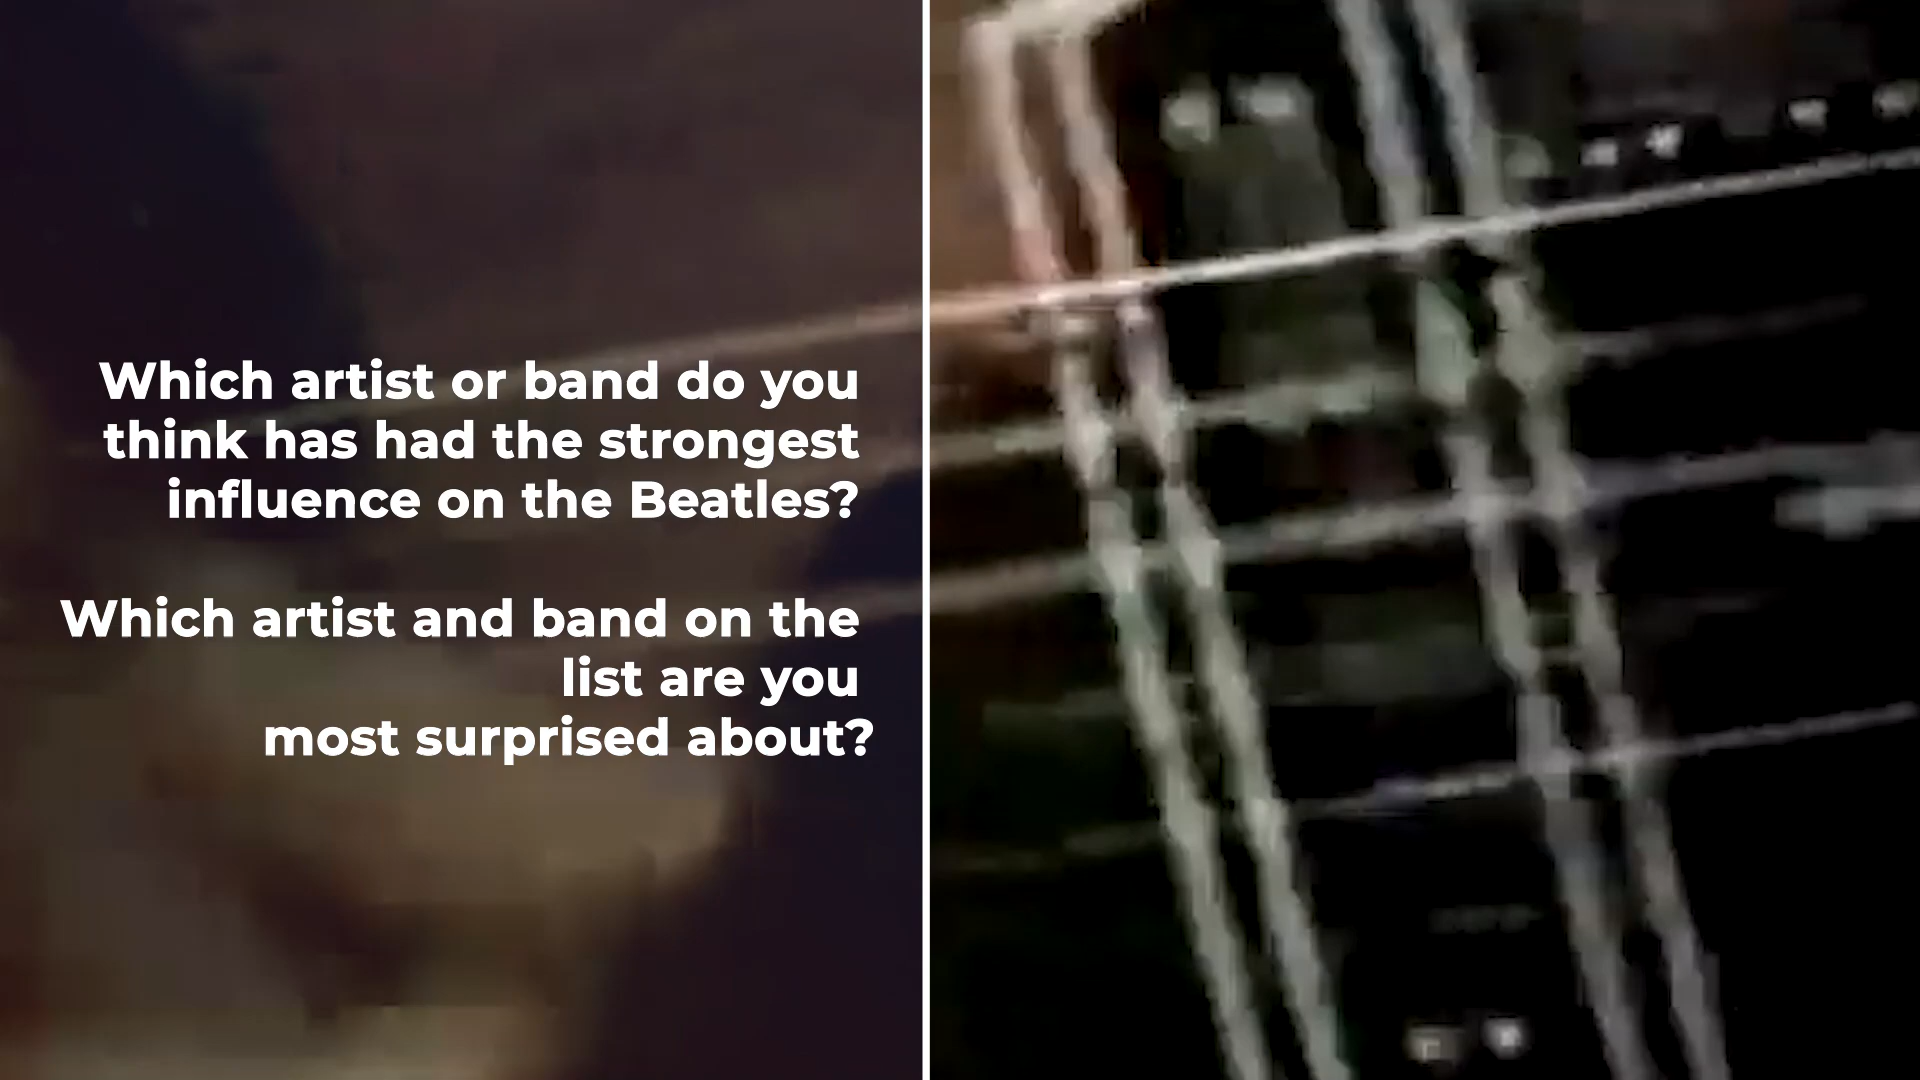 Which artist or band do you
think has had the strongest
influence on the Beatles?
Which artist and band on the
list are you
most surprised about?